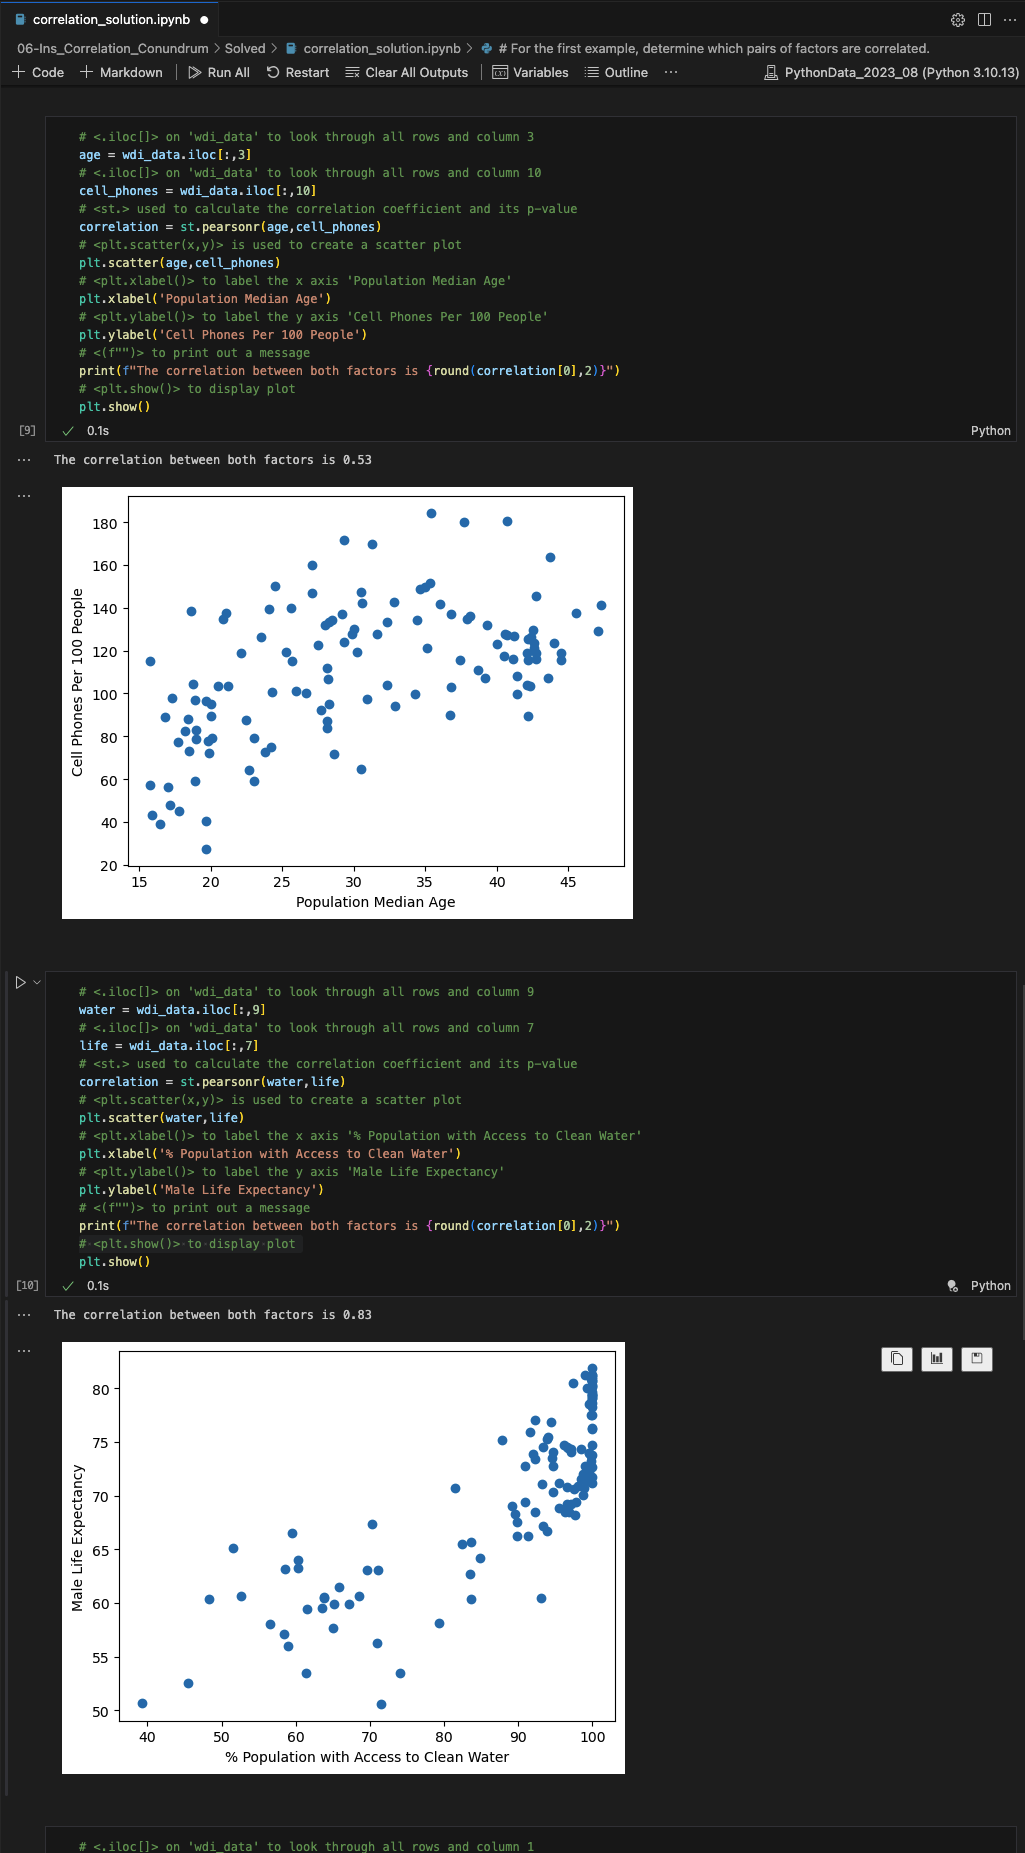 correlation_solution.ipynb
06-Ins_Correlation_Conundrum > Solved > correlation_solution.ipynb > # For the first example, determine which pairs of factors are correlated.
+ Code + Markdown | Run All Restart Clear All Outputs | Variables Outline ... PythonData_2023_08 (Python 3.10.13)
# <.iloc[]> on 'wdi_data' to look through all rows and column 3
age = wdi_data.iloc[:,3]
# <.iloc[]> on 'wdi_data' to look through all rows and column 10
cell_phones = wdi_data.iloc[:,10]
# <st.> used to calculate the correlation coefficient and its p-value
correlation = st.pearsonr(age,cell_phones)
# <plt.scatter(x,y)> is used to create a scatter plot
plt.scatter(age,cell_phones)
# <plt.xlabel()> to label the x axis 'Population Median Age'
plt.xlabel('Population Median Age')
# <plt.ylabel()> to label the y axis 'Cell Phones Per 100 People'
plt.ylabel('Cell Phones Per 100 People')
# <(f"")> to print out a message
print(f"The correlation between both factors is {round(correlation[0],2)}")
# <plt.show()> to display plot
plt.show()
[9] 0.1s Python
The correlation between both factors is 0.53
180
160
140
120
100
80
60
40
20
Cell Phones Per 100 People
15 20 25 30 35 40 45
Population Median Age
# <.iloc[]> on 'wdi_data' to look through all rows and column 9
water = wdi_data.iloc[:,9]
# <.iloc[]> on 'wdi_data' to look through all rows and column 7
life = wdi_data.iloc[:,7]
# <st.> used to calculate the correlation coefficient and its p-value
correlation = st.pearsonr(water,life)
# <plt.scatter(x,y)> is used to create a scatter plot
plt.scatter(water,life)
# <plt.xlabel()> to label the x axis '% Population with Access to Clean Water'
plt.xlabel('% Population with Access to Clean Water')
# <plt.ylabel()> to label the y axis 'Male Life Expectancy'
plt.ylabel('Male Life Expectancy')
# <(f"")> to print out a message
print(f"The correlation between both factors is {round(correlation[0],2)}")
# <plt.show()> to display plot
plt.show()
[10] 0.1s Python
The correlation between both factors is 0.83
80
75
70
65
60
55
50
Male Life Expectancy
40 50 60 70 80 90 100
% Population with Access to Clean Water
# <.iloc[]> on 'wdi_data' to look through all rows and column 1